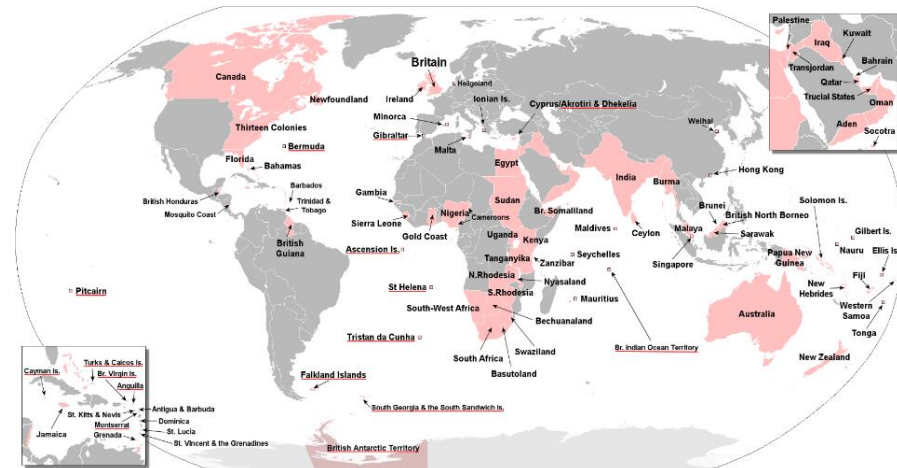 Palestine
Iraq
Kuwait
Transjordan
Bahrain
Qatar
Trucial States
Oman
Aden
Socotra
Canada
Britain
Helgoland
Newfoundland
Ireland
Ionian Is.
Cyprus/Akrotiri & Dhekelia
Minorca
Thirteen Colonies
Gibraltar
Weihai
Bermuda
Malta
Florida
Bahamas
Egypt
Hong Kong
India
Burma
British Honduras
Barbados
Gambia
Sudan
Brunei
Solomon Is.
Mosquito Coast
Trinidad &
Tobago
Nigeria
Cameroons
Br. Somaliland
British North Borneo
Sierra Leone
Gold Coast
Maldives
Ceylon
Malaya
Sarawak
Gilbert Is.
Uganda
Kenya
Nauru
British
Guiana
Ascension Is.
Tanganyika
Zanzibar
Seychelles
Singapore
Papua New
Guinea
Ellis Is.
N.Rhodesia
Nyasaland
Fiji
Pitcairn
St Helena
S.Rhodesia
Mauritius
New
Hebrides
Western
Samoa
South-West Africa
Bechuanaland
Australia
Tonga
Tristan da Cunha
Swaziland
Br. Indian Ocean Territory
South Africa
Basutoland
New Zealand
Falkland Islands
South Georgia & the South Sandwich Is.
British Antarctic Territory
Turks & Caicos Is.
Cayman Is.
Br. Virgin Is.
Anguilla
St. Kitts & Nevis
Antigua & Barbuda
Montserrat
Dominica
Jamaica
Grenada
St. Lucia
St. Vincent & the Grenadines